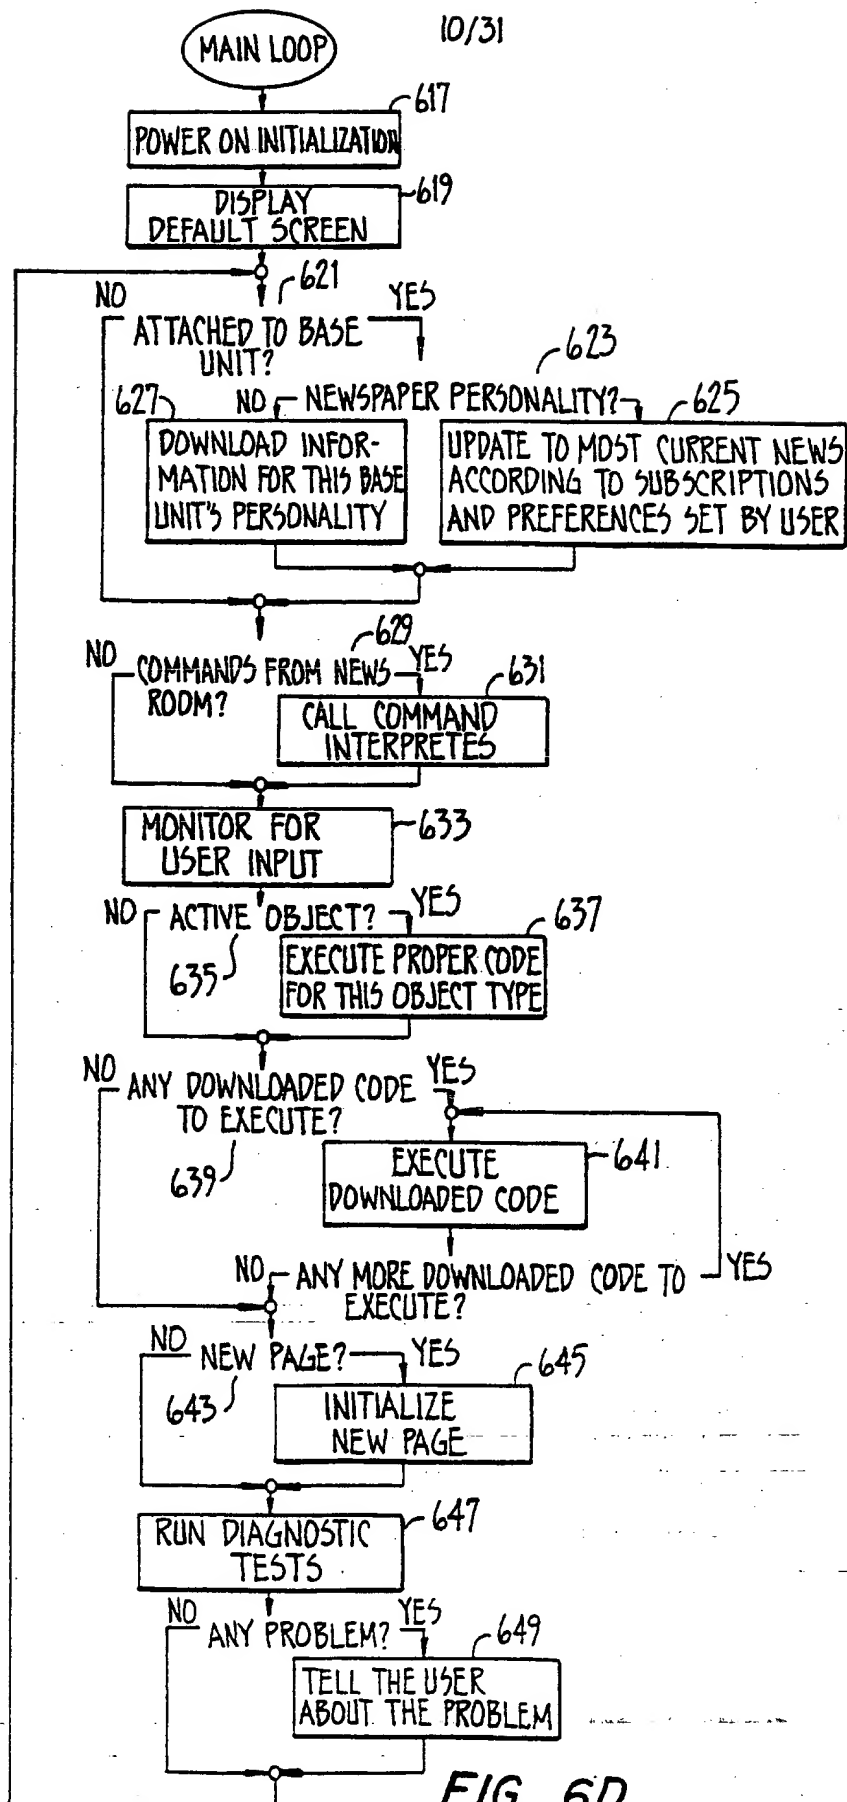 10/31
MAIN LOOP
617
POWER ON INITIALIZATION
619
DISPLAY
DEFAULT SCREEN
621
NO
YES
ATTACHED TO BASE
UNIT?
623
627
NO
NEWSPAPER PERSONALITY?
625
DOWNLOAD INFOR-
MATION FOR THIS BASE
UNIT'S PERSONALITY
UPDATE TO MOST CURRENT NEWS
ACCORDING TO SUBSCRIPTIONS
AND PREFERENCES SET BY USER
629
NO
COMMANDS FROM NEWS
ROOM?
YES
631
CALL COMMAND
INTERPRETES
MONITOR FOR
USER INPUT
633
NO
ACTIVE OBJECT?
YES
637
635
EXECUTE PROPER CODE
FOR THIS OBJECT TYPE
NO
ANY DOWNLOADED CODE
TO EXECUTE?
YES
639
EXECUTE
DOWNLOADED CODE
641
NO
ANY MORE DOWNLOADED CODE TO
EXECUTE?
YES
NO
NEW PAGE?
YES
645
643
INITIALIZE
NEW PAGE
RUN DIAGNOSTIC
TESTS
647
NO
ANY PROBLEM?
YES
649
TELL THE USER
ABOUT THE PROBLEM
FIG. 6D